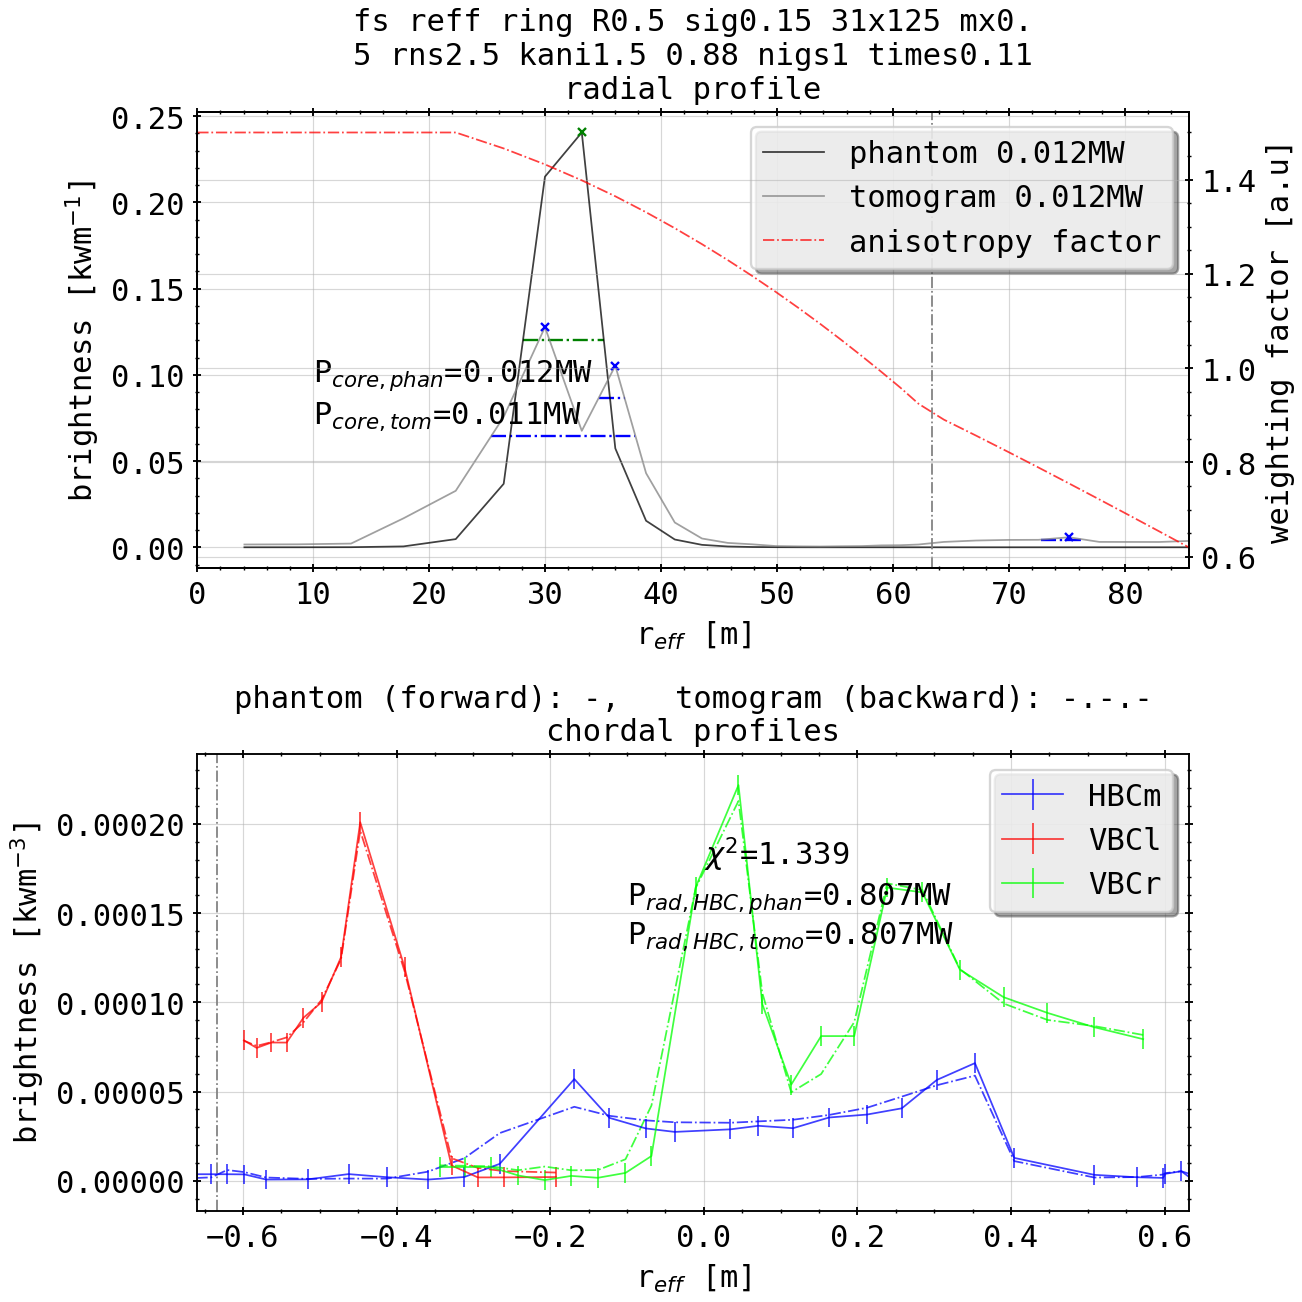 fs reff ring R0.5 sig0.15 31x125 mx0.
5 rns2.5 kani1.5 0.88 nigs1 times0.11
radial profile
brightness [kwm⁻¹]
0.25
0.20
0.15
0.10
0.05
0.00
phantom 0.012MW
tomogram 0.012MW
anisotropy factor
P_core,phan=0.012MW
P_core,tom=0.011MW
1.4
1.2
1.0
0.8
0.6
weighting factor [a.u]
0 10 20 30 40 50 60 70 80
r_eff [m]
phantom (forward): -,   tomogram (backward): -.-.-
chordal profiles
brightness [kwm⁻³]
0.00020
0.00015
0.00010
0.00005
0.00000
HBCm
VBCl
VBCr
χ²=1.339
P_rad,HBC,phan=0.807MW
P_rad,HBC,tomo=0.807MW
−0.6 −0.4 −0.2 0.0 0.2 0.4 0.6
r_eff [m]